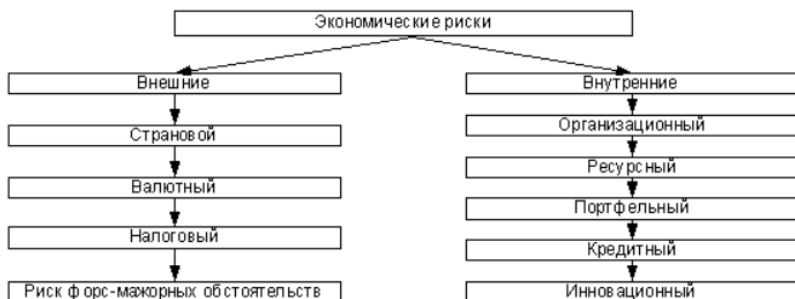 Экономические риски
Внешние
Страновой
Валютный
Налоговый
Риск форс-мажорных обстоятельств
Внутренние
Организационный
Ресурсный
Портфельный
Кредитный
Инновационный